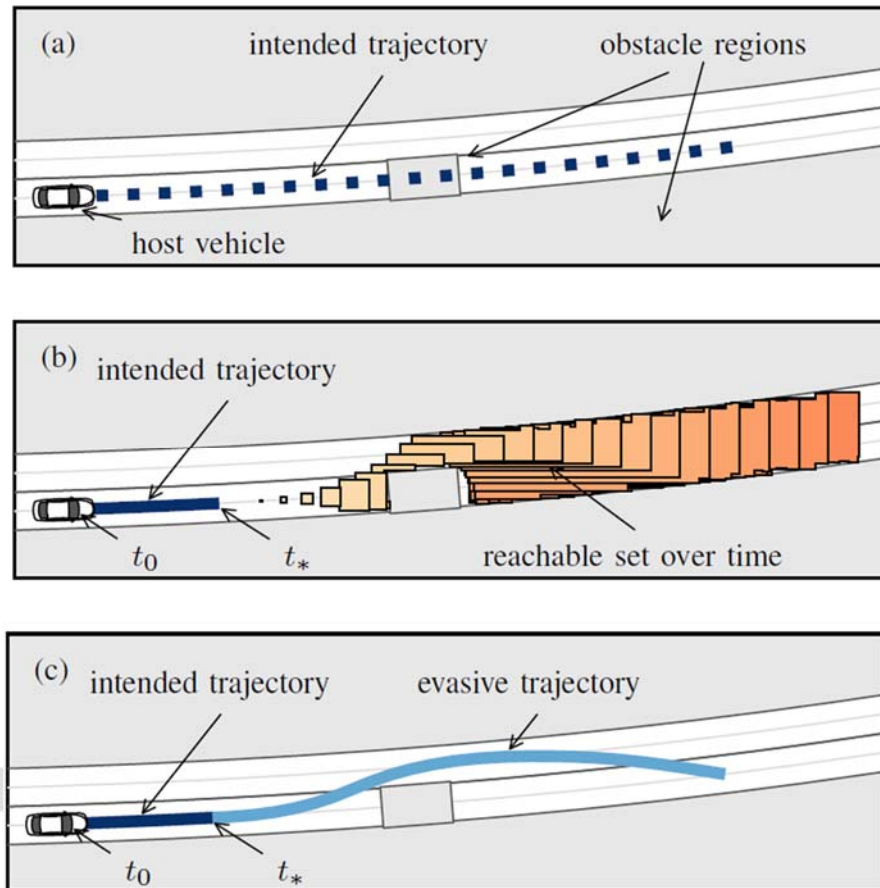 (a)
intended trajectory
obstacle regions
host vehicle
(b)
intended trajectory
t₀
t*
reachable set over time
(c)
intended trajectory
evasive trajectory
t₀
t*